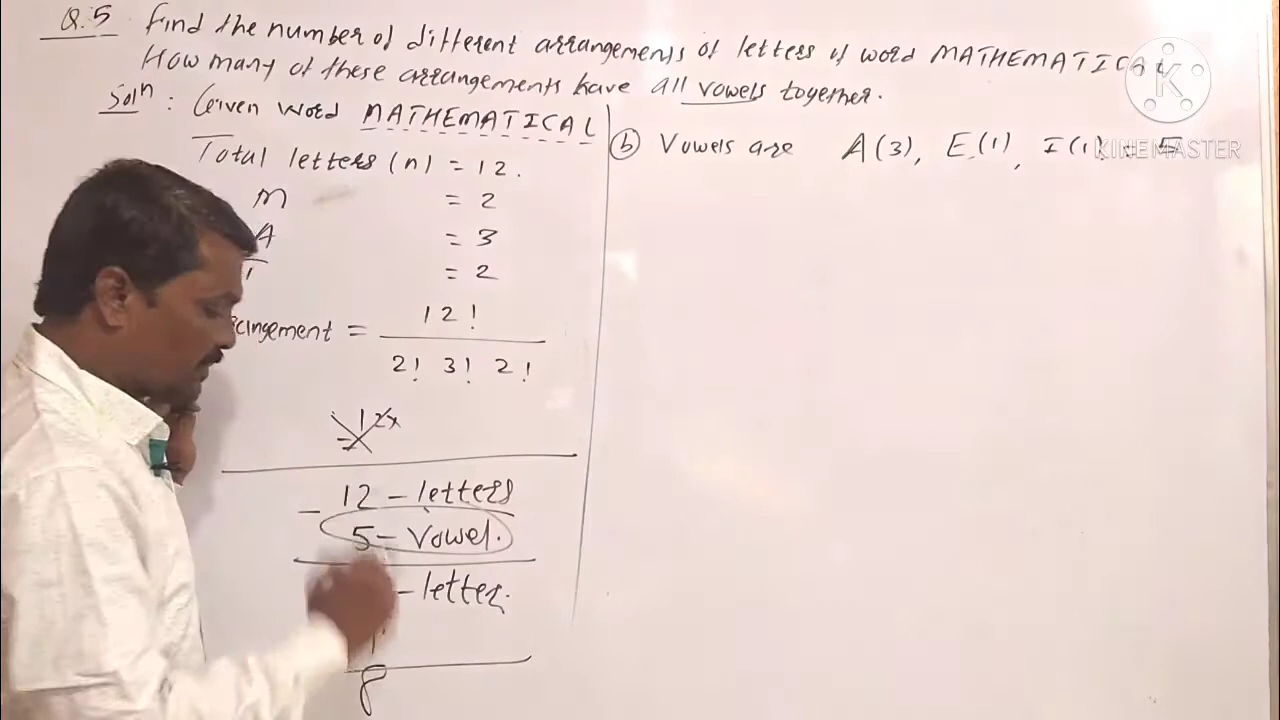 Q.5 Find the number of different arrangements of letters of word MATHEMATICAL
How many of these arrangements have all vowels together.
Solⁿ : Given word MATHEMATICAL
Total letters (n) = 12.
M = 2
A = 3
T = 2
= 12!
2! 3! 2!
12 - letters
- 5 - Vowel.
- letter.
8
b Vowels are A(3), E(1), I(1) = 5
K
KINEMASTER